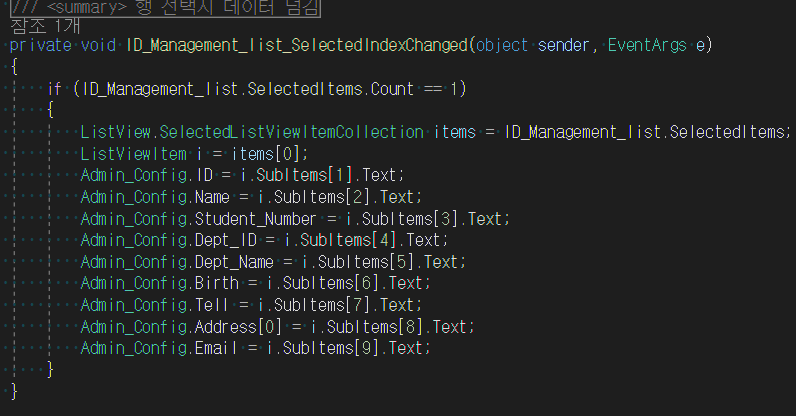 /// <summary> 행 선택시 데이터 넘김
참조 1개
private void ID_Management_list_SelectedIndexChanged(object sender, EventArgs e)
{
if (ID_Management_list.SelectedItems.Count == 1)
{
ListView.SelectedListViewItemCollection items = ID_Management_list.SelectedItems;
ListViewItem i = items[0];
Admin_Config.ID = i.SubItems[1].Text;
Admin_Config.Name = i.SubItems[2].Text;
Admin_Config.Student_Number = i.SubItems[3].Text;
Admin_Config.Dept_ID = i.SubItems[4].Text;
Admin_Config.Dept_Name = i.SubItems[5].Text;
Admin_Config.Birth = i.SubItems[6].Text;
Admin_Config.Tell = i.SubItems[7].Text;
Admin_Config.Address[0] = i.SubItems[8].Text;
Admin_Config.Email = i.SubItems[9].Text;
}
}